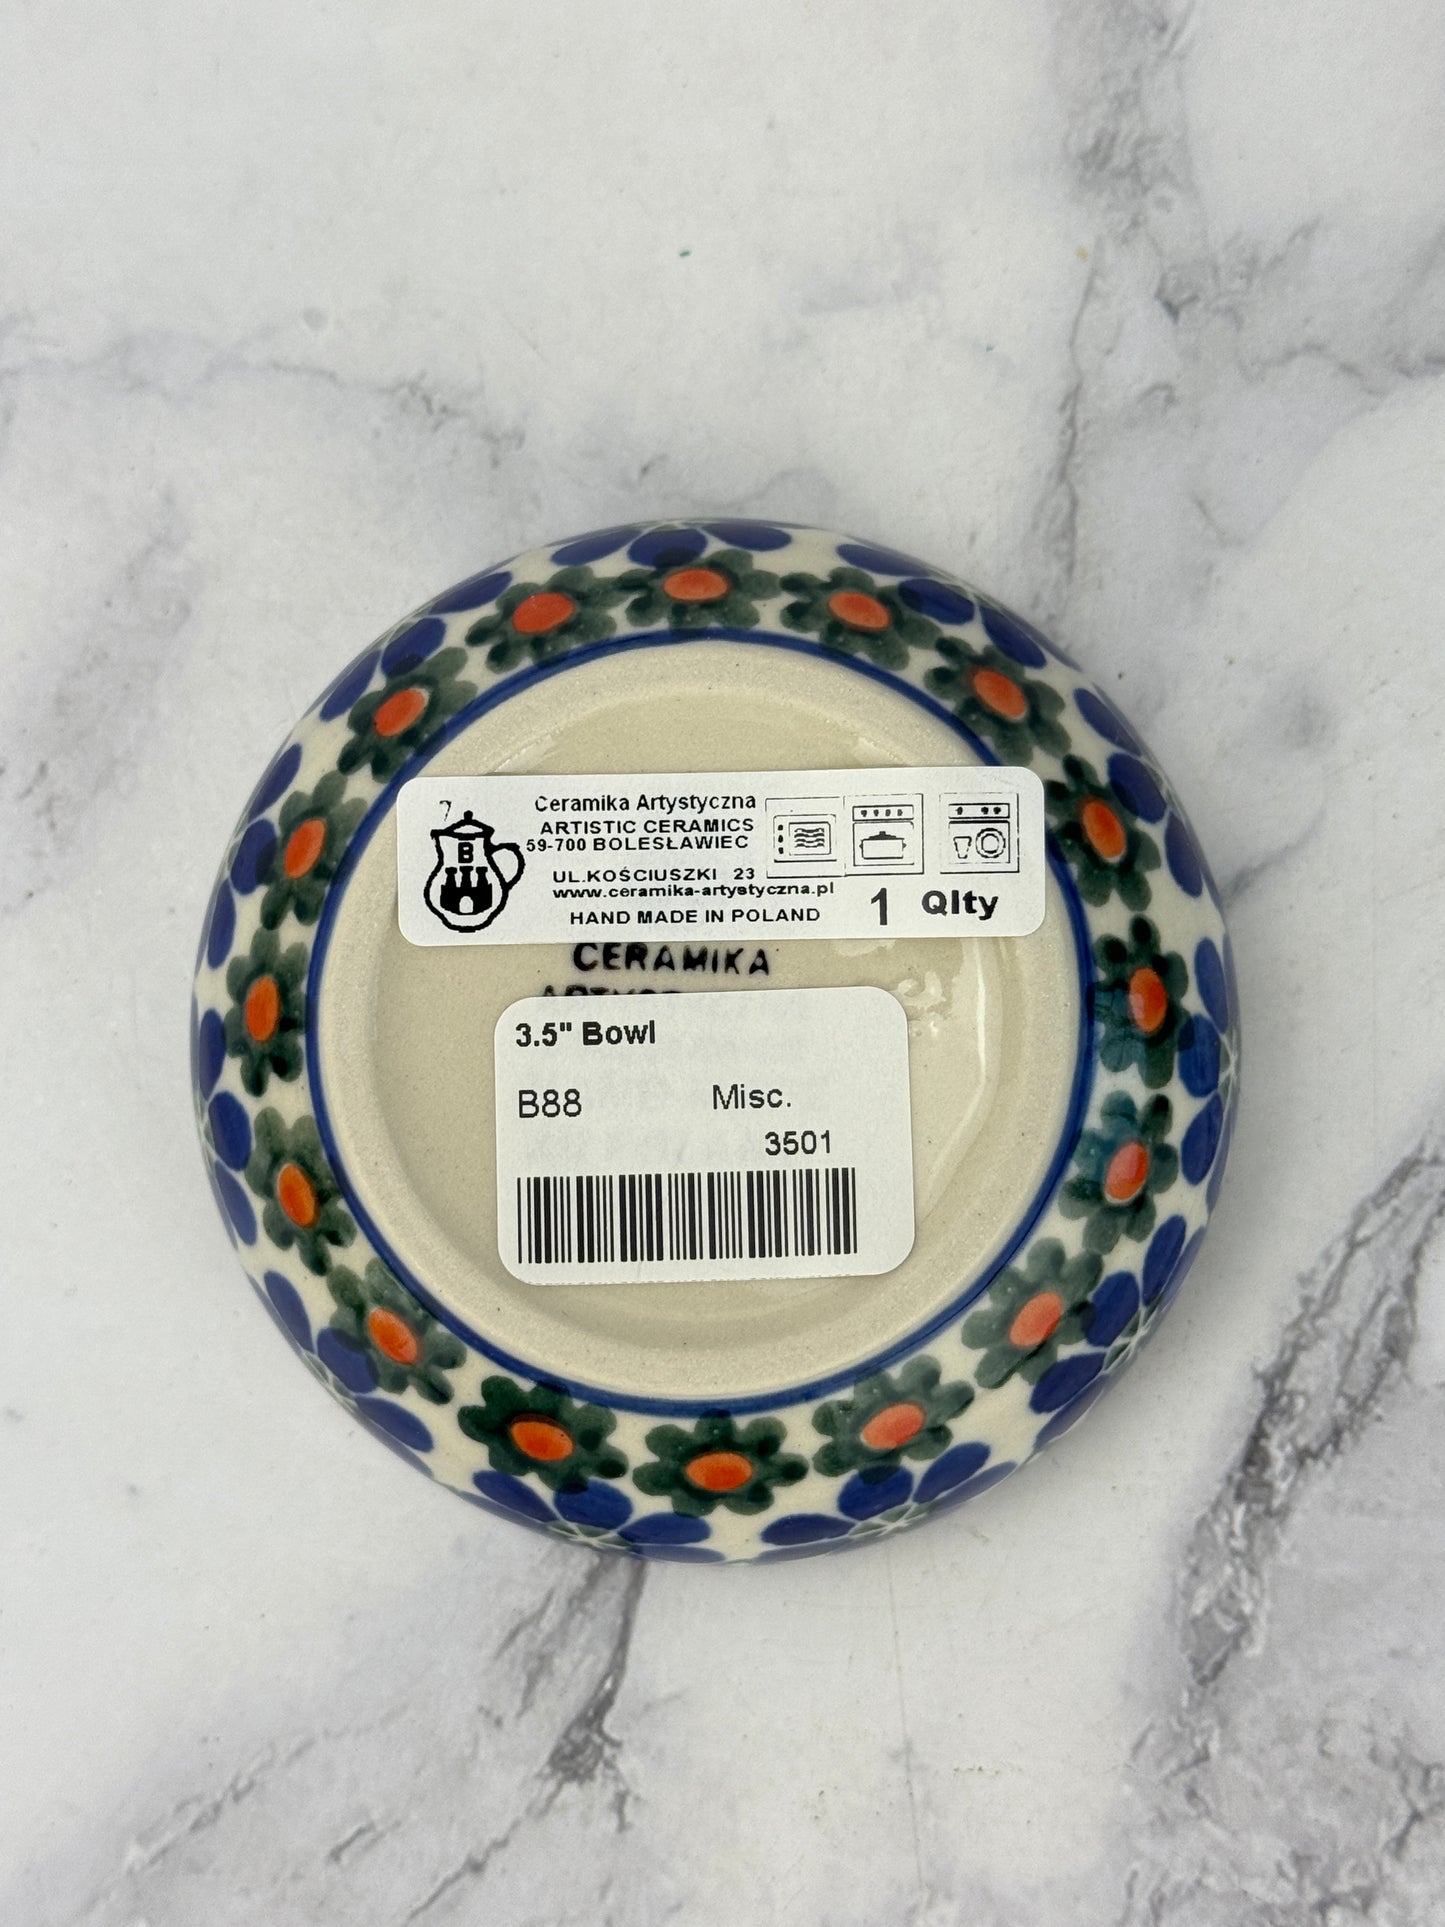 Ceramika Artystyczna
ARTISTIC CERAMICS
59-700 BOLESŁAWIEC
UL.KOŚCIUSZKI 23
www.ceramika-artystyczna.pl
HAND MADE IN POLAND
1 Qlty
B
CERAMIKA
3.5" Bowl
B88 Misc.
3501